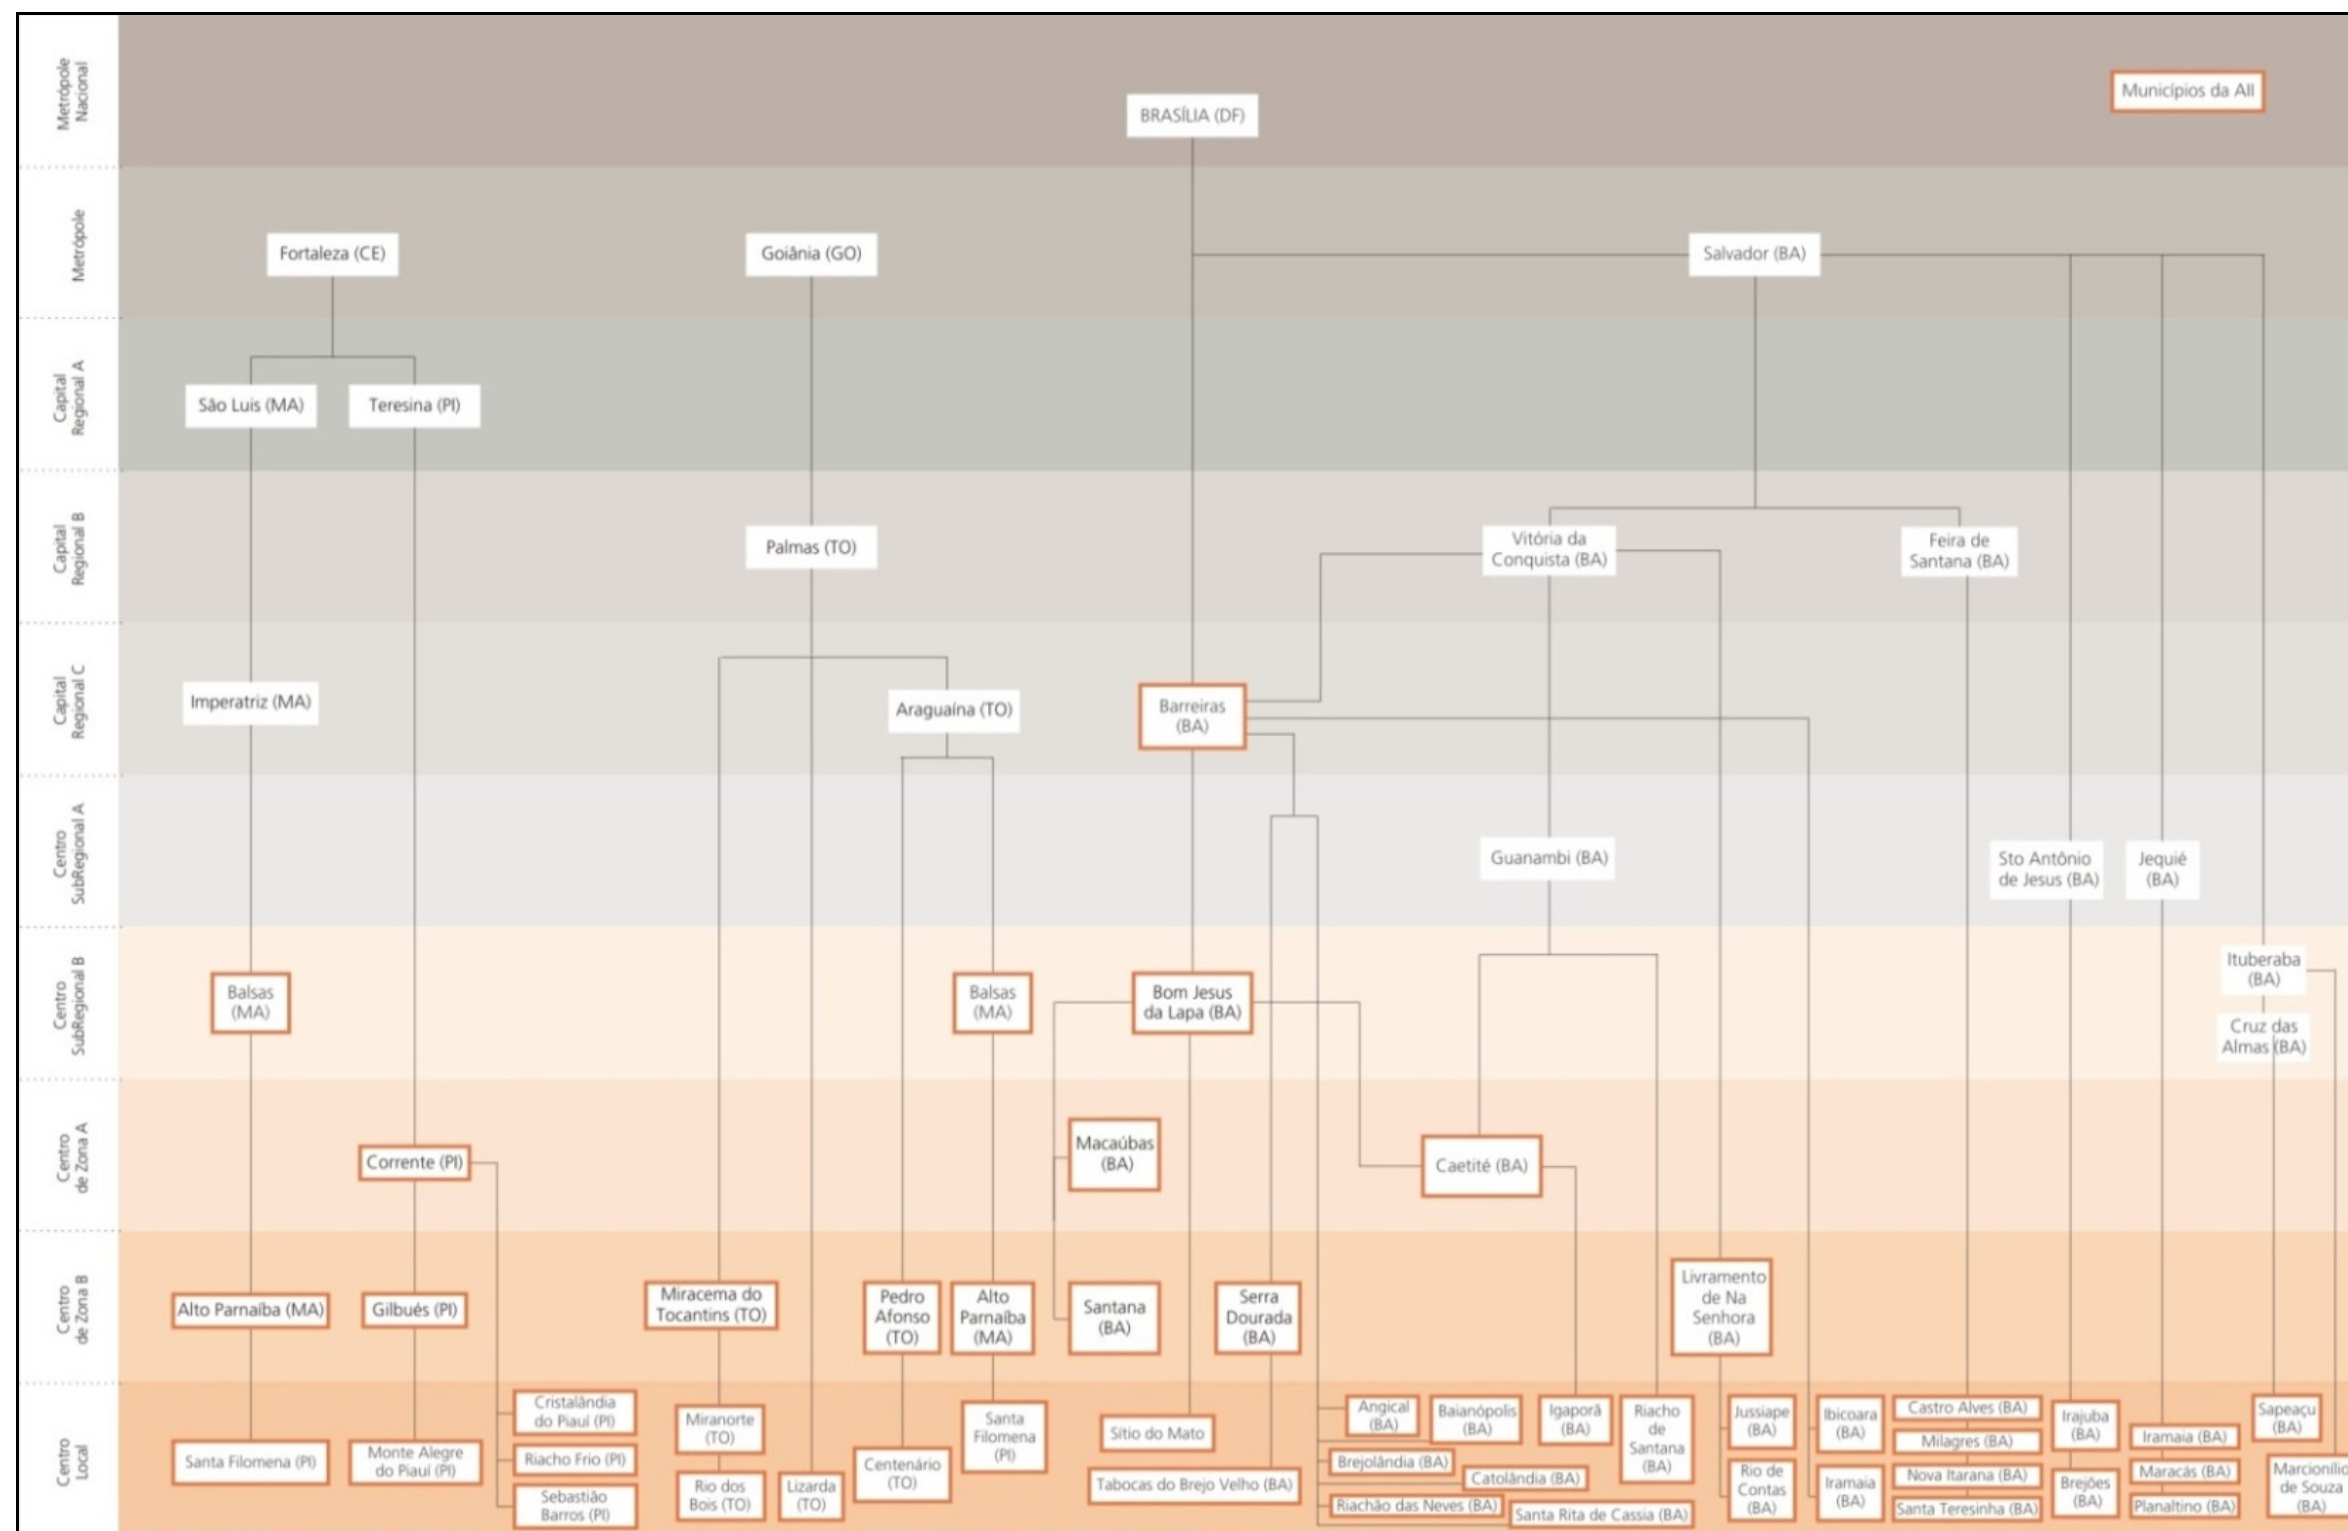 Metrópole
Nacional
BRASÍLIA (DF)
Municípios da AII
Metrópole
Fortaleza (CE)
Goiânia (GO)
Salvador (BA)
Capital
Regional A
São Luis (MA)
Teresina (PI)
Capital
Regional B
Palmas (TO)
Vitória da
Conquista (BA)
Feira de
Santana (BA)
Capital
Regional C
Imperatriz (MA)
Araguaína (TO)
Barreiras
(BA)
Centro
SubRegional A
Guanambi (BA)
Sto Antônio
de Jesus (BA)
Jequié
(BA)
Centro
SubRegional B
Balsas
(MA)
Balsas
(MA)
Bom Jesus
da Lapa (BA)
Ituberaba
(BA)
Cruz das
Almas (BA)
Centro
de Zona A
Corrente (PI)
Macaúbas
(BA)
Caetité (BA)
Centro
de Zona B
Alto Parnaíba (MA)
Gilbués (PI)
Miracema do
Tocantins (TO)
Pedro
Afonso
(TO)
Alto
Parnaíba
(MA)
Santana
(BA)
Serra
Dourada
(BA)
Livramento
de Na
Senhora
(BA)
Centro
Local
Santa Filomena (PI)
Monte Alegre
do Piauí (PI)
Cristalândia
do Piauí (PI)
Riacho Frio (PI)
Sebastião
Barros (PI)
Miranorte
(TO)
Rio dos
Bois (TO)
Lizarda
(TO)
Centenário
(TO)
Santa
Filomena
(PI)
Sítio do Mato
Tabocas do Brejo Velho (BA)
Angical
(BA)
Baianópolis
(BA)
Brejolândia (BA)
Catolândia (BA)
Riachão das Neves (BA)
Santa Rita de Cassia (BA)
Igaporã
(BA)
Riacho
de
Santana
(BA)
Jussiape
(BA)
Rio de
Contas
(BA)
Ibicoara
(BA)
Iramaia
(BA)
Castro Alves (BA)
Milagres (BA)
Nova Itarana (BA)
Santa Teresinha (BA)
Irajuba
(BA)
Brejões
(BA)
Iramaia (BA)
Maracás (BA)
Planaltino (BA)
Sapeaçu
(BA)
Marcionílio
de Souza
(BA)